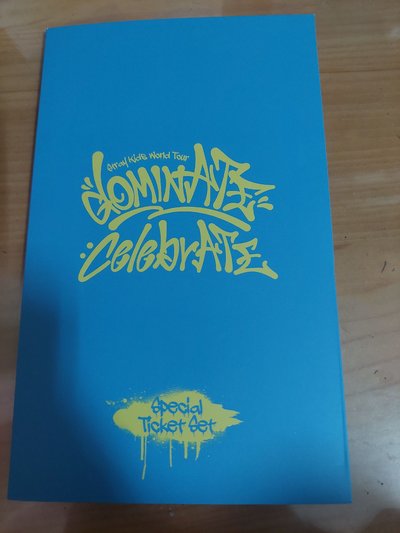 Stray Kids World Tour
dominATE
celebrATE
Special
Ticket Set